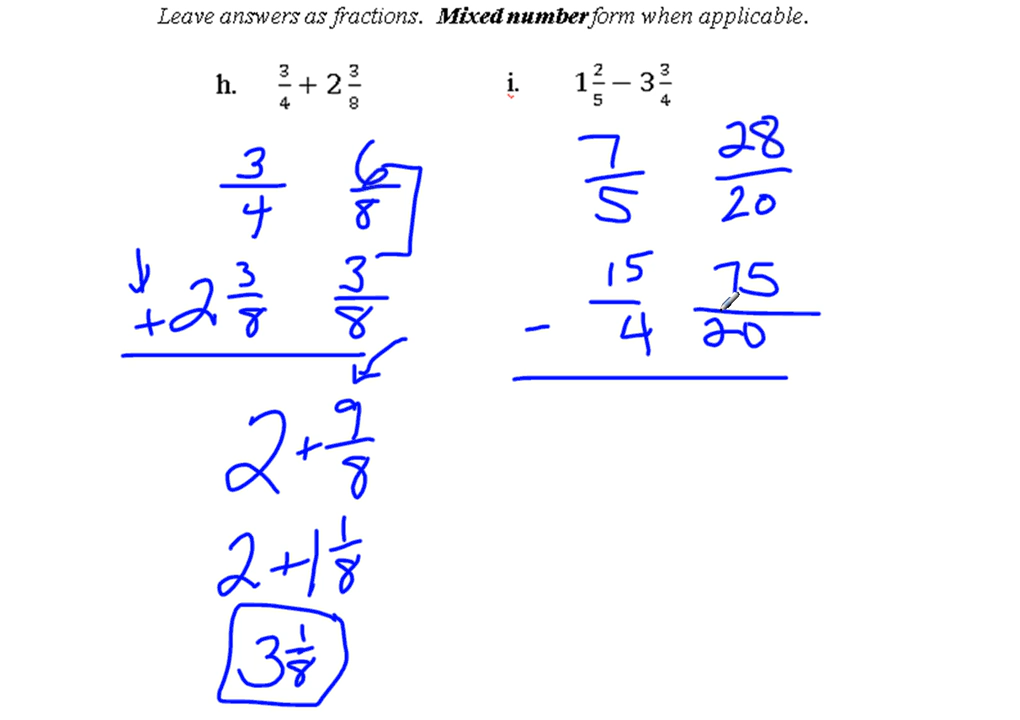 Leave answers as fractions. Mixed number form when applicable.
h. 3/4 + 2 3/8
3/4 6/8
+ 2 3/8 3/8
2 + 9/8
2 + 1 1/8
3 1/8
i. 1 2/5 − 3 3/4
7/5 28/20
− 15/4 75/20